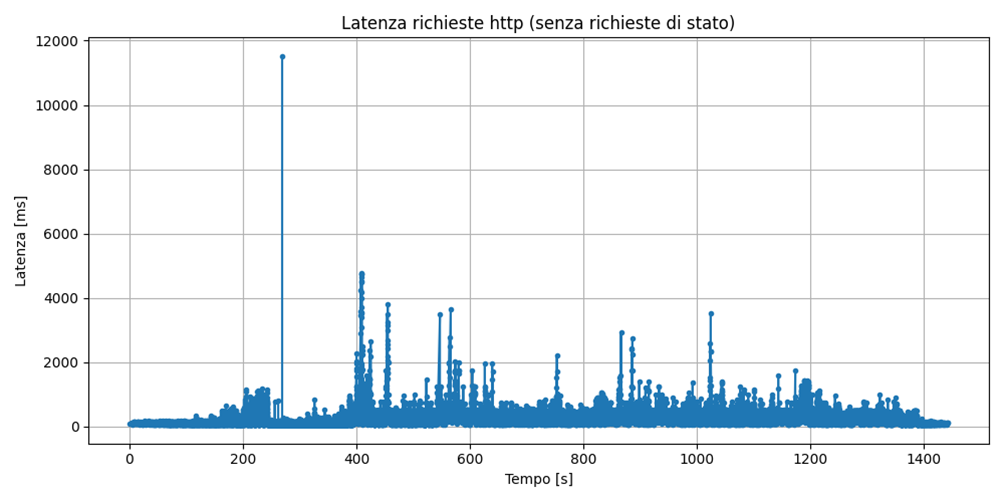 Latenza richieste http (senza richieste di stato)
12000
10000
8000
6000
4000
2000
0
Latenza [ms]
0 200 400 600 800 1000 1200 1400
Tempo [s]